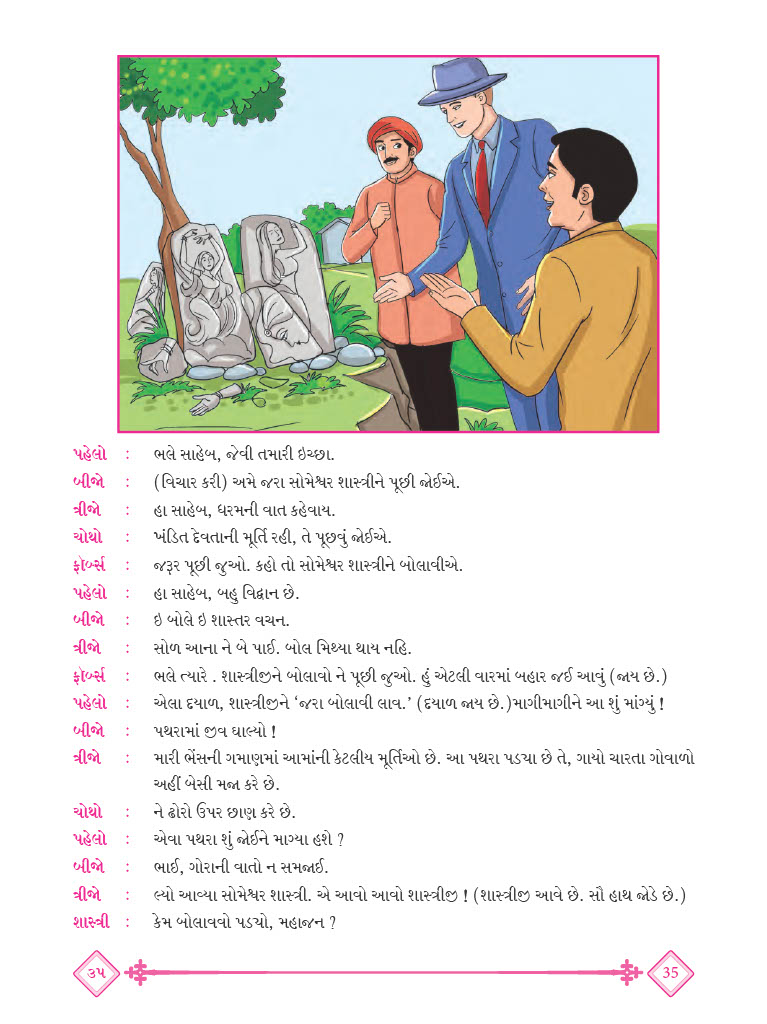 પહેલો : ભલે સાહેબ, જેવી તમારી ઇચ્છા.
બીજો : (વિચાર કરી) અમે જરા સોમેશ્વર શાસ્ત્રીને પૂછી જોઈએ.
ત્રીજો : હા સાહેબ, ધરમની વાત કહેવાય.
ચોથો : ખંડિત દેવતાની મૂર્તિ રહી, તે પૂછવું જોઈએ.
ફૉર્બ્સ : જરૂર પૂછી જુઓ. કહો તો સોમેશ્વર શાસ્ત્રીને બોલાવીએ.
પહેલો : હા સાહેબ, બહુ વિદ્વાન છે.
બીજો : ઇ બોલે ઇ શાસ્તર વચન.
ત્રીજો : સોળ આના ને બે પાઈ. બોલ મિથ્યા થાય નહિ.
ફૉર્બ્સ : ભલે ત્યારે . શાસ્ત્રીજીને બોલાવો ને પૂછી જુઓ. હું એટલી વારમાં બહાર જઈ આવું (જાય છે.)
પહેલો : એલા દયાળ, શાસ્ત્રીજીને ‘જરા બોલાવી લાવ.’ (દયાળ જાય છે.)માગીમાગીને આ શું માંગ્યું !
બીજો : પથરામાં જીવ ઘાલ્યો !
ત્રીજો : મારી ભેંસની ગમાણમાં આમાંની કેટલીય મૂર્તિઓ છે. આ પથરા પડ્યા છે તે, ગાયો ચારતા ગોવાળો
અહીં બેસી મજા કરે છે.
ચોથો : ને ઢોરો ઉપર છાણ કરે છે.
પહેલો : એવા પથરા શું જોઈને માગ્યા હશે ?
બીજો : ભાઈ, ગોરાની વાતો ન સમજાઈ.
ત્રીજો : લ્યો આવ્યા સોમેશ્વર શાસ્ત્રી. એ આવો આવો શાસ્ત્રીજી ! (શાસ્ત્રીજી આવે છે. સૌ હાથ જોડે છે.)
શાસ્ત્રી : કેમ બોલાવવો પડ્યો, મહાજન ?
૩૫ 35